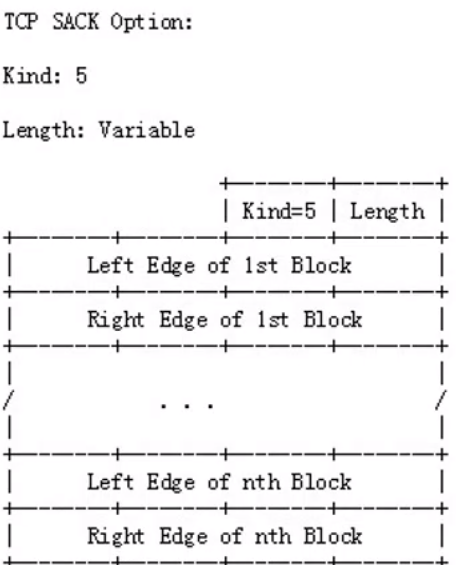 TCP SACK Option:
Kind: 5
Length: Variable
| Kind=5 | Length |
| Left Edge of 1st Block |
| Right Edge of 1st Block |
/ . . . /
| Left Edge of nth Block |
| Right Edge of nth Block |